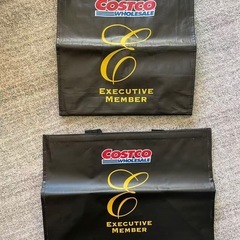 COSTCO
WHOLESALE
E
EXECUTIVE
MEMBER
COSTCO
WHOLESALE
E
EXECUTIVE
MEMBER